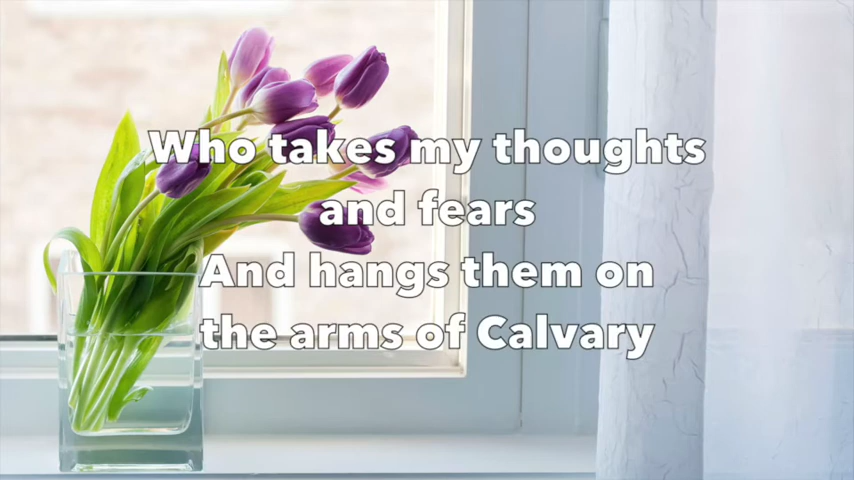 Who takes my thoughts
and fears
And hangs them on
the arms of Calvary